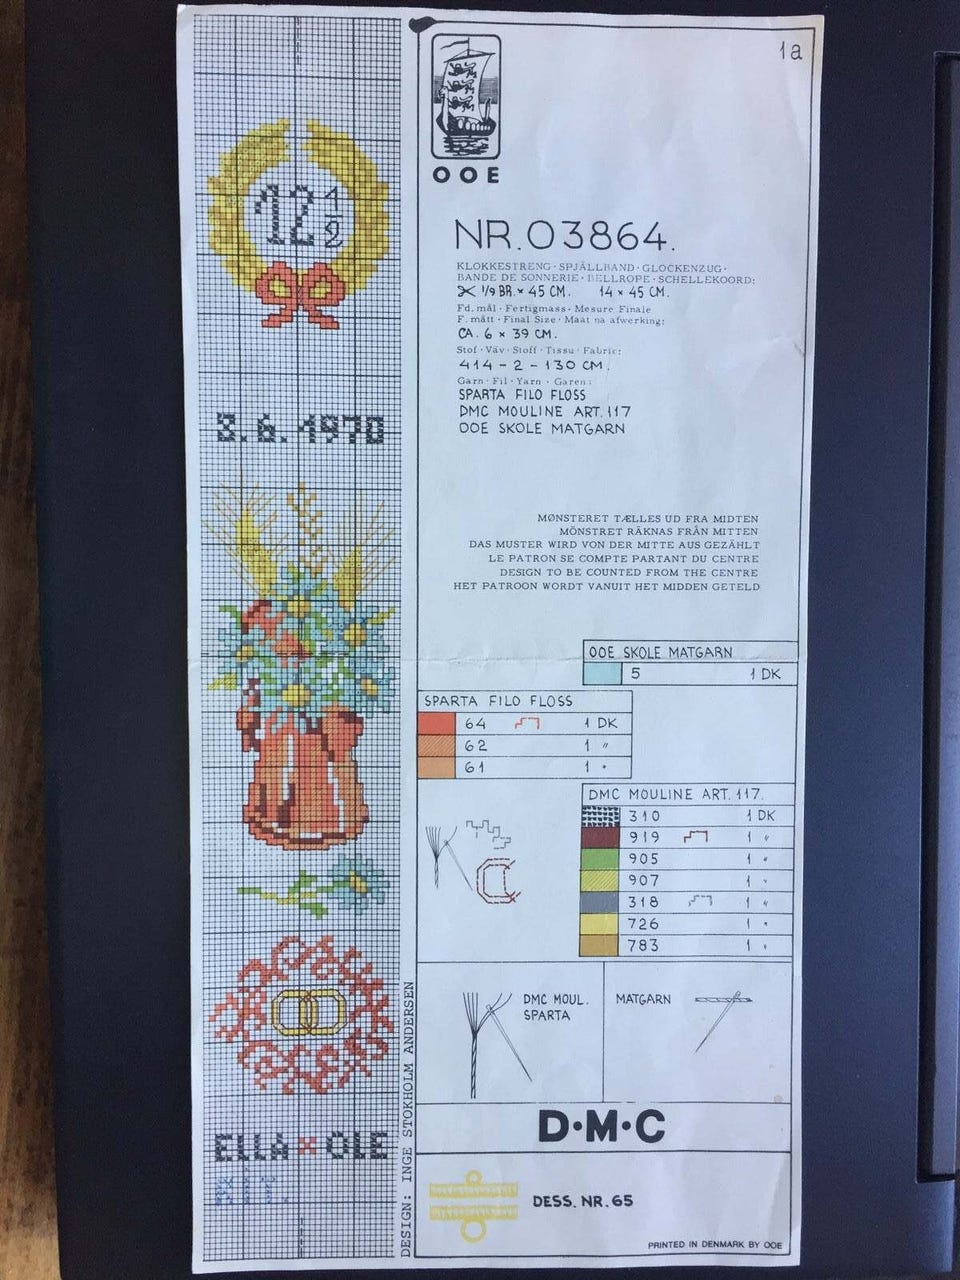 12 1/2
8.6.1970
ELLA x OLE
DESIGN: INGE STOKHOLM ANDERSEN
1a
OOE
NR.03864.
KLOKKESTRENG · SPJÄLLBAND · GLOCKENZUG ·
BANDE DE SONNERIE · BELLROPE · SCHELLEKOORD:
1/9 BR. × 45 CM. 14 × 45 CM.
Fd. mål · Fertigmass · Mesure Finale
F. mått · Final Size · Maat na afwerking:
CA. 6 × 39 CM.
Stof · Väv · Stoff · Tissu · Fabric:
414 - 2 - 130 CM.
Garn · Fil · Yarn · Garen:
SPARTA FILO FLOSS
DMC MOULINE ART. 117
OOE SKOLE MATGARN
MØNSTERET TÆLLES UD FRA MIDTEN
MÖNSTRET RÄKNAS FRÅN MITTEN
DAS MUSTER WIRD VON DER MITTE AUS GEZÄHLT
LE PATRON SE COMPTE PARTANT DU CENTRE
DESIGN TO BE COUNTED FROM THE CENTRE
HET PATROON WORDT VANUIT HET MIDDEN GETELD
OOE SKOLE MATGARN
5 1 DK
SPARTA FILO FLOSS
64 1 DK
62 1 "
61 1 "
DMC MOULINE ART. 117.
310 1 DK
919 1 "
905 1 "
907 1 "
318 1 "
726 1 "
783 1 "
DMC MOUL.
SPARTA
MATGARN
D·M·C
DESS. NR. 65
PRINTED IN DENMARK BY OOE